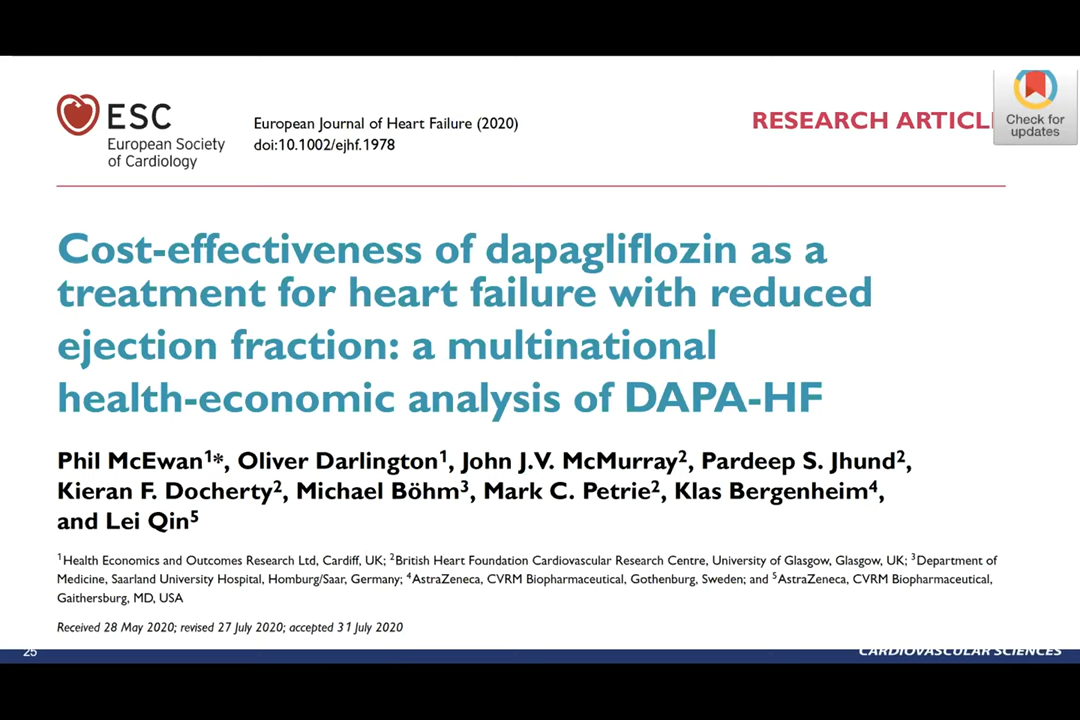 ESC
European Society
of Cardiology
European Journal of Heart Failure (2020)
doi:10.1002/ejhf.1978
RESEARCH ARTICL
Check for
updates
Cost-effectiveness of dapagliflozin as a
treatment for heart failure with reduced
ejection fraction: a multinational
health-economic analysis of DAPA-HF
Phil McEwan1*, Oliver Darlington1, John J.V. McMurray2, Pardeep S. Jhund2,
Kieran F. Docherty2, Michael Böhm3, Mark C. Petrie2, Klas Bergenheim4,
and Lei Qin5
1Health Economics and Outcomes Research Ltd, Cardiff, UK; 2British Heart Foundation Cardiovascular Research Centre, University of Glasgow, Glasgow, UK; 3Department of
Medicine, Saarland University Hospital, Homburg/Saar, Germany; 4AstraZeneca, CVRM Biopharmaceutical, Gothenburg, Sweden; and 5AstraZeneca, CVRM Biopharmaceutical,
Gaithersburg, MD, USA
Received 28 May 2020; revised 27 July 2020; accepted 31 July 2020
25
CARDIOVASCULAR SCIENCES